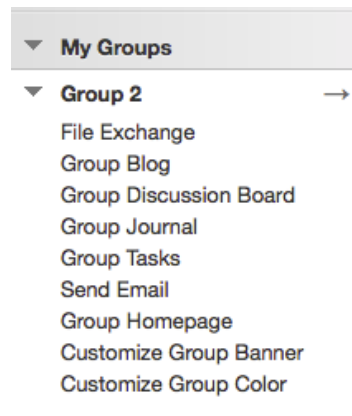 My Groups
Group 2 →
File Exchange
Group Blog
Group Discussion Board
Group Journal
Group Tasks
Send Email
Group Homepage
Customize Group Banner
Customize Group Color